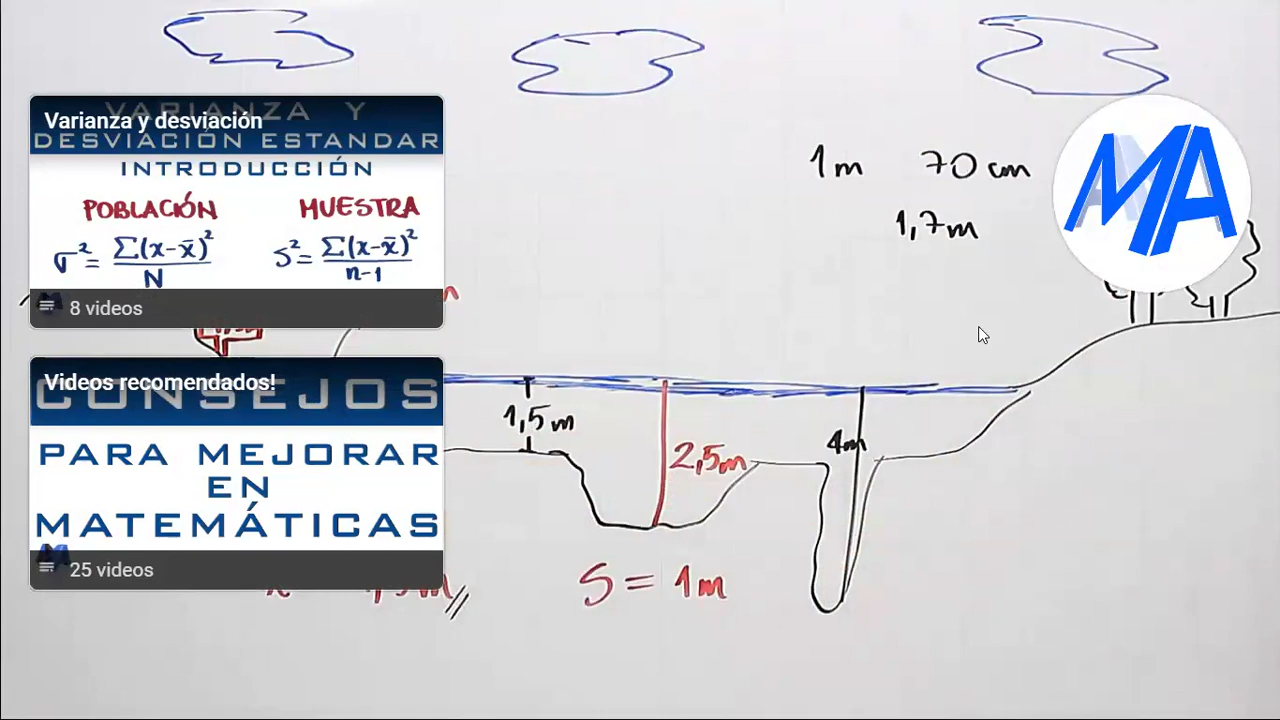 Varianza y desviación
VARIANZA Y
DESVIACIÓN ESTANDAR
INTRODUCCIÓN
POBLACIÓN
σ² = Σ(x-x̄)² / N
MUESTRA
S² = Σ(x-x̄)² / n-1
8 videos
1m 70 cm
1,7m
MA
Videos recomendados!
CONSEJOS
PARA MEJORAR
EN
MATEMÁTICAS
25 videos
1,5m
2,5m
4m
S = 1m